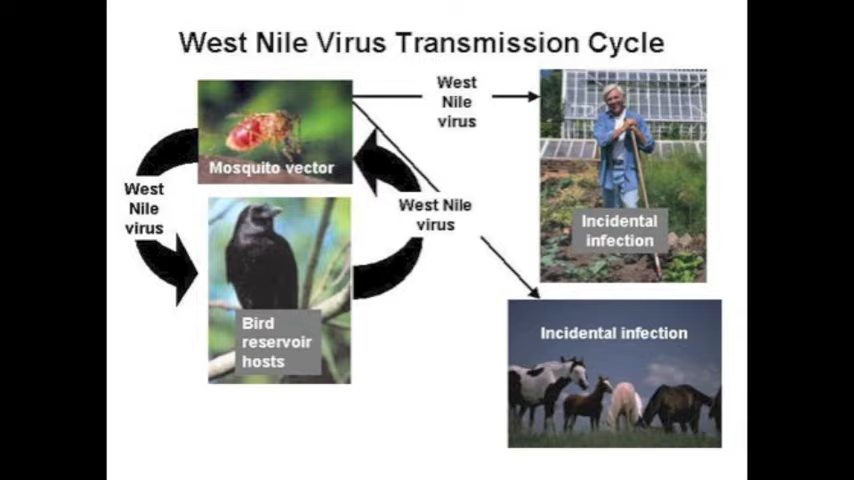 West Nile Virus Transmission Cycle
West
Nile
virus
Mosquito vector
West
Nile
virus
West Nile
virus
Incidental
infection
Bird
reservoir
hosts
Incidental infection